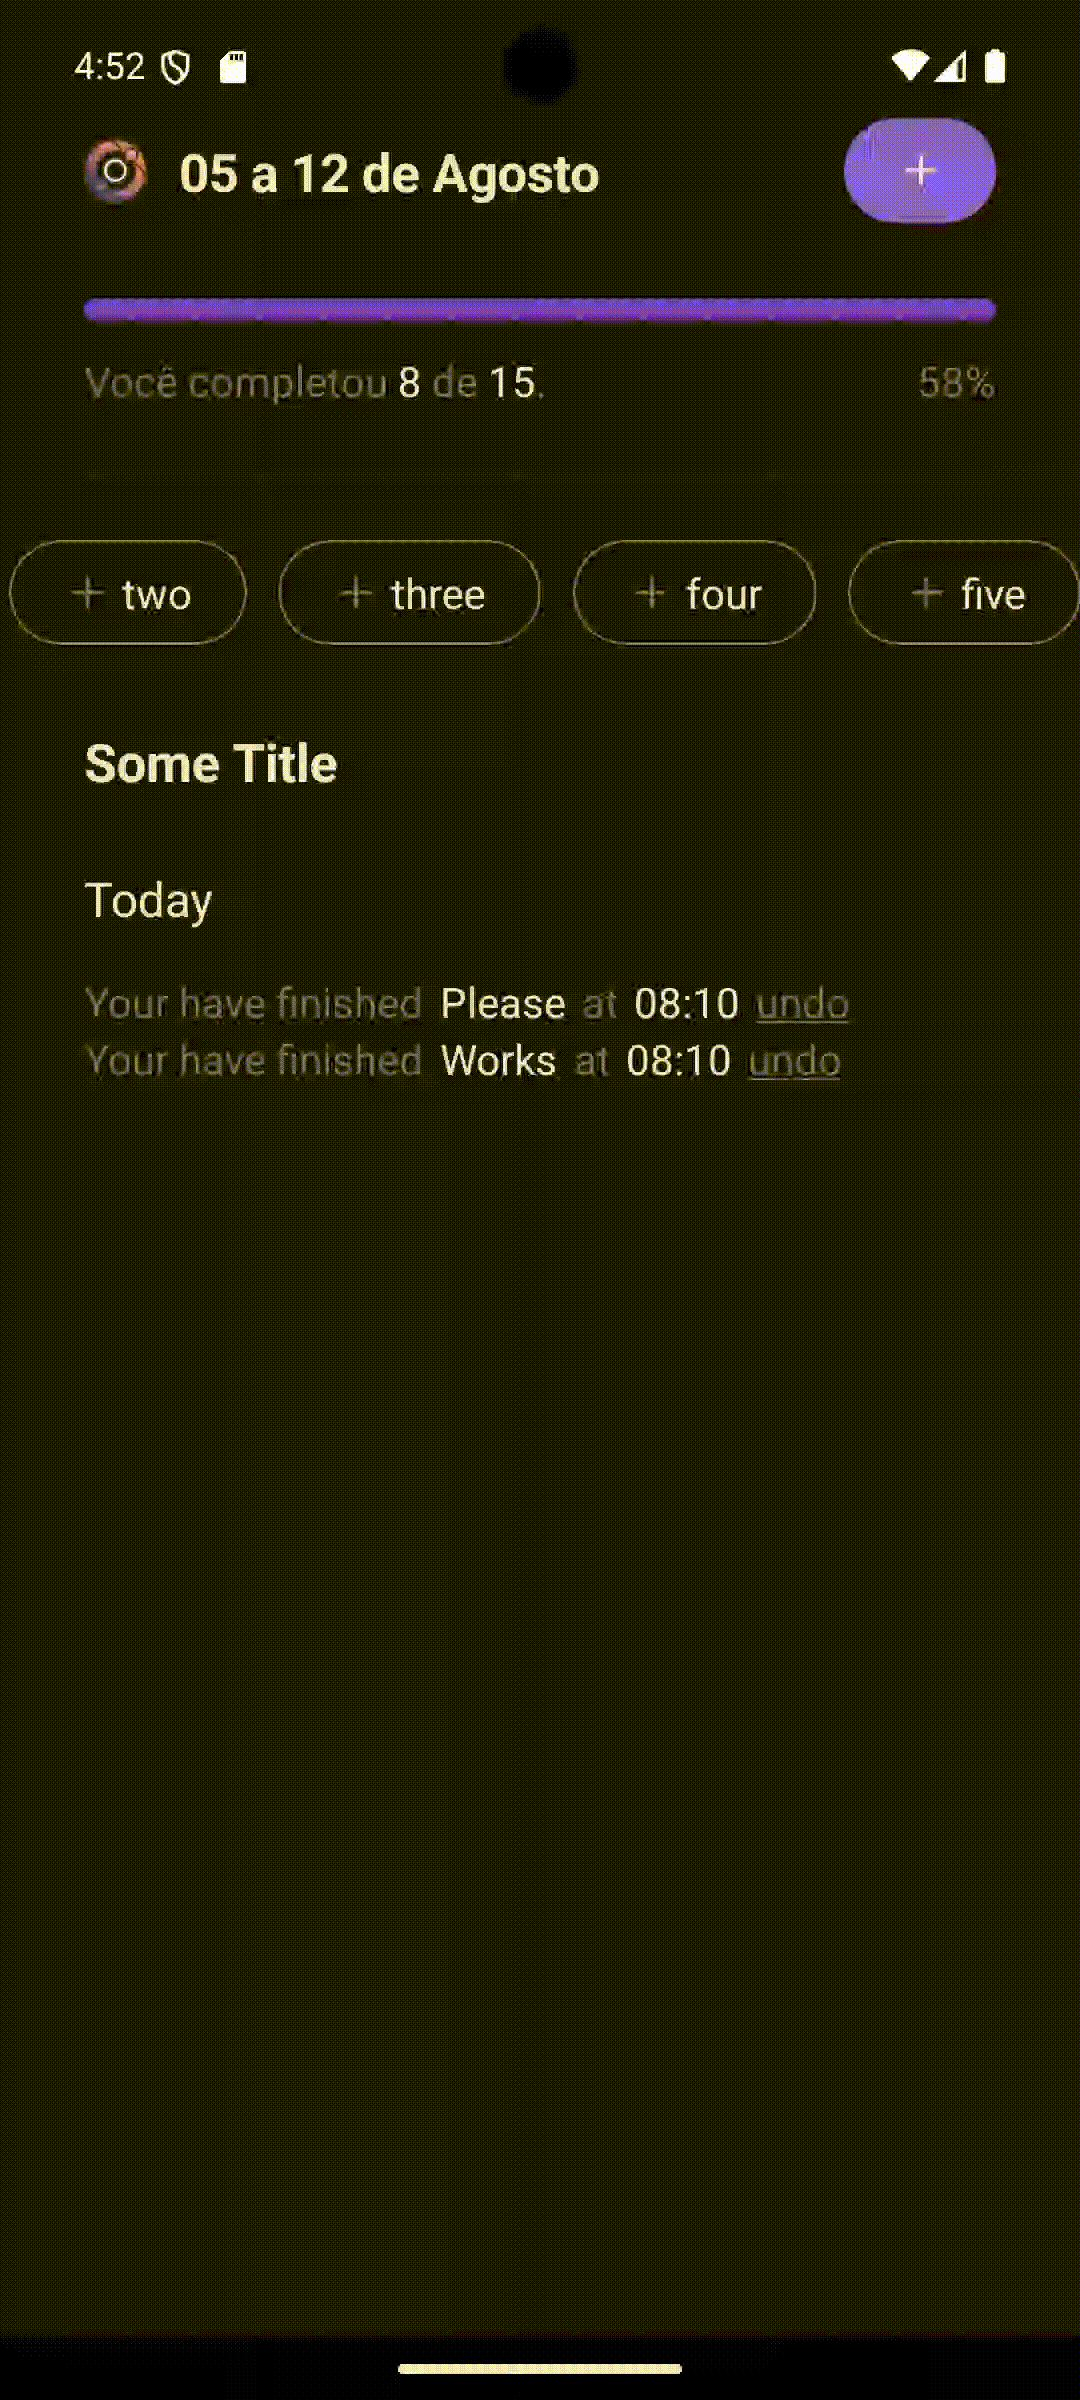 4:52
05 a 12 de Agosto
+
Você completou 8 de 15.
58%
+ two
+ three
+ four
+ five
Some Title
Today
Your have finished Please at 08:10 undo
Your have finished Works at 08:10 undo